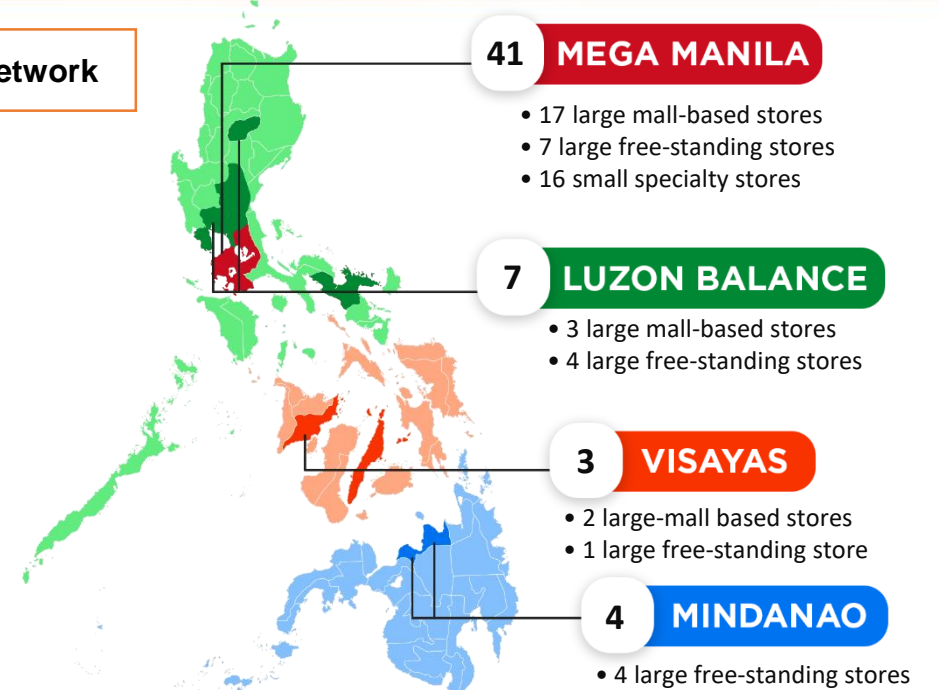 etwork
41 MEGA MANILA
• 17 large mall-based stores
• 7 large free-standing stores
• 16 small specialty stores
7 LUZON BALANCE
• 3 large mall-based stores
• 4 large free-standing stores
3 VISAYAS
• 2 large-mall based stores
• 1 large free-standing store
4 MINDANAO
• 4 large free-standing stores